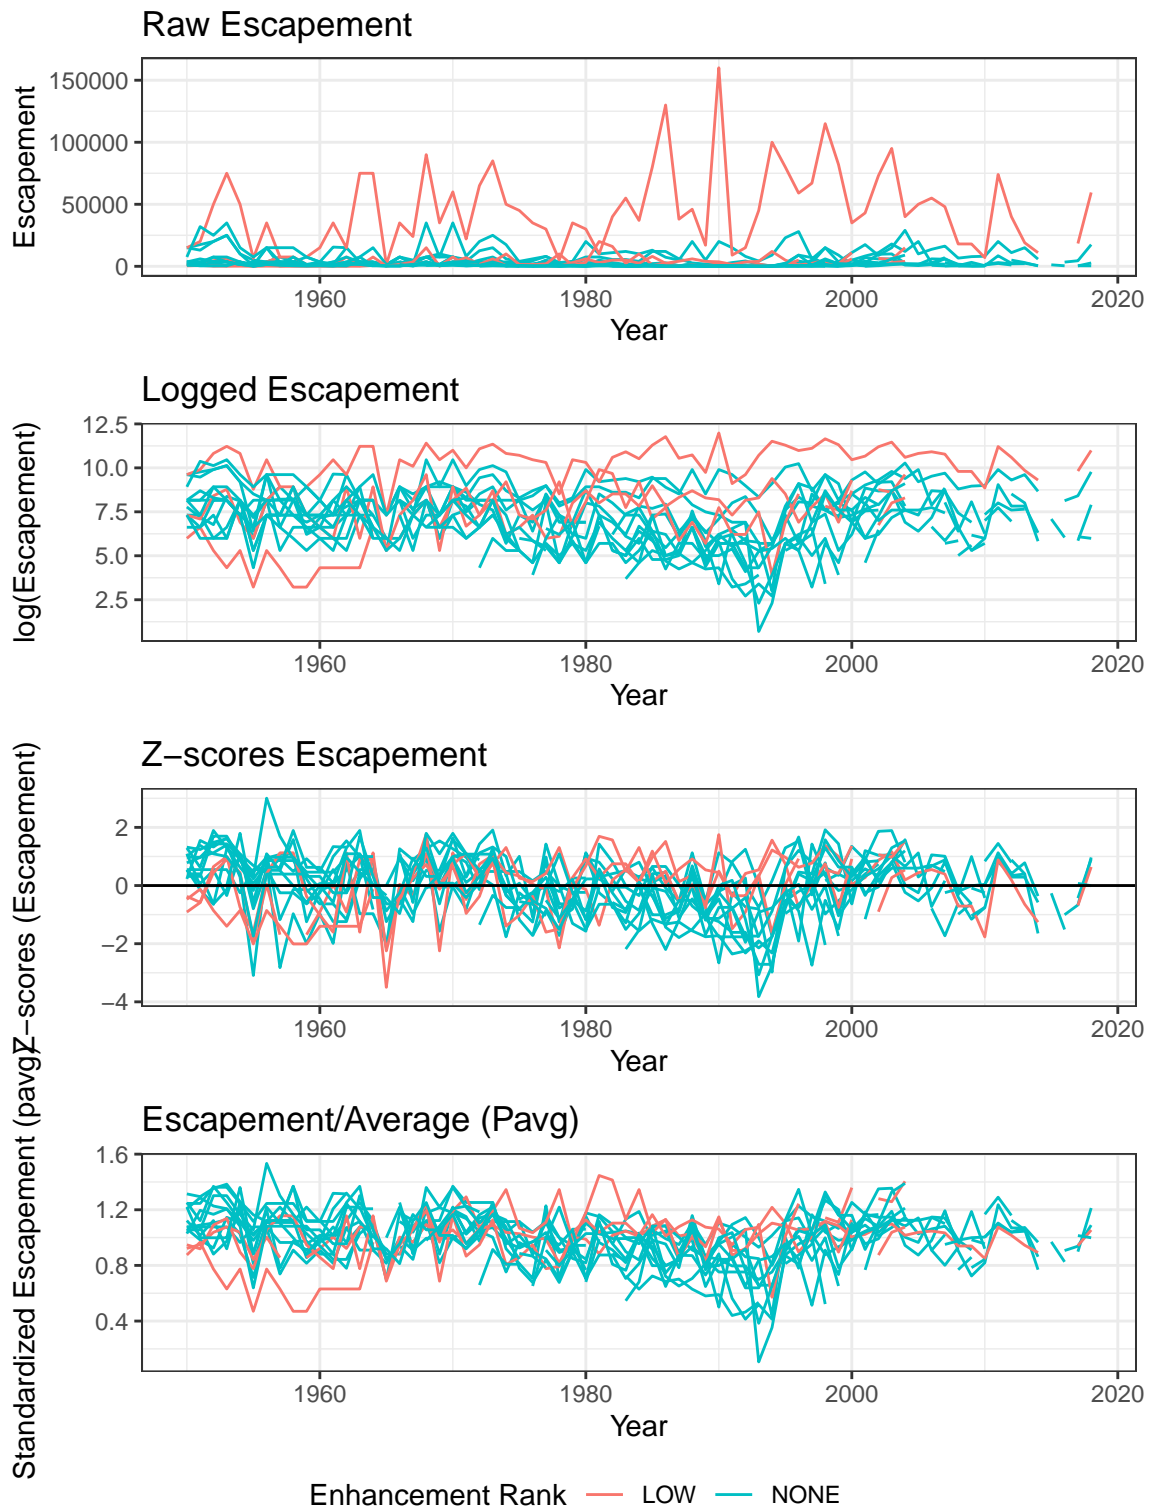 Raw Escapement
Escapement
150000
100000
50000
0
1960
1980
2000
2020
Year
Logged Escapement
log(Escapement)
12.5
10.0
7.5
5.0
2.5
1960
1980
2000
2020
Year
Z−scores Escapement
Z−scores (Escapement)
2
0
−2
−4
1960
1980
2000
2020
Year
Escapement/Average (Pavg)
Standardized Escapement (pavg)
1.6
1.2
0.8
0.4
1960
1980
2000
2020
Year
Enhancement Rank LOW NONE